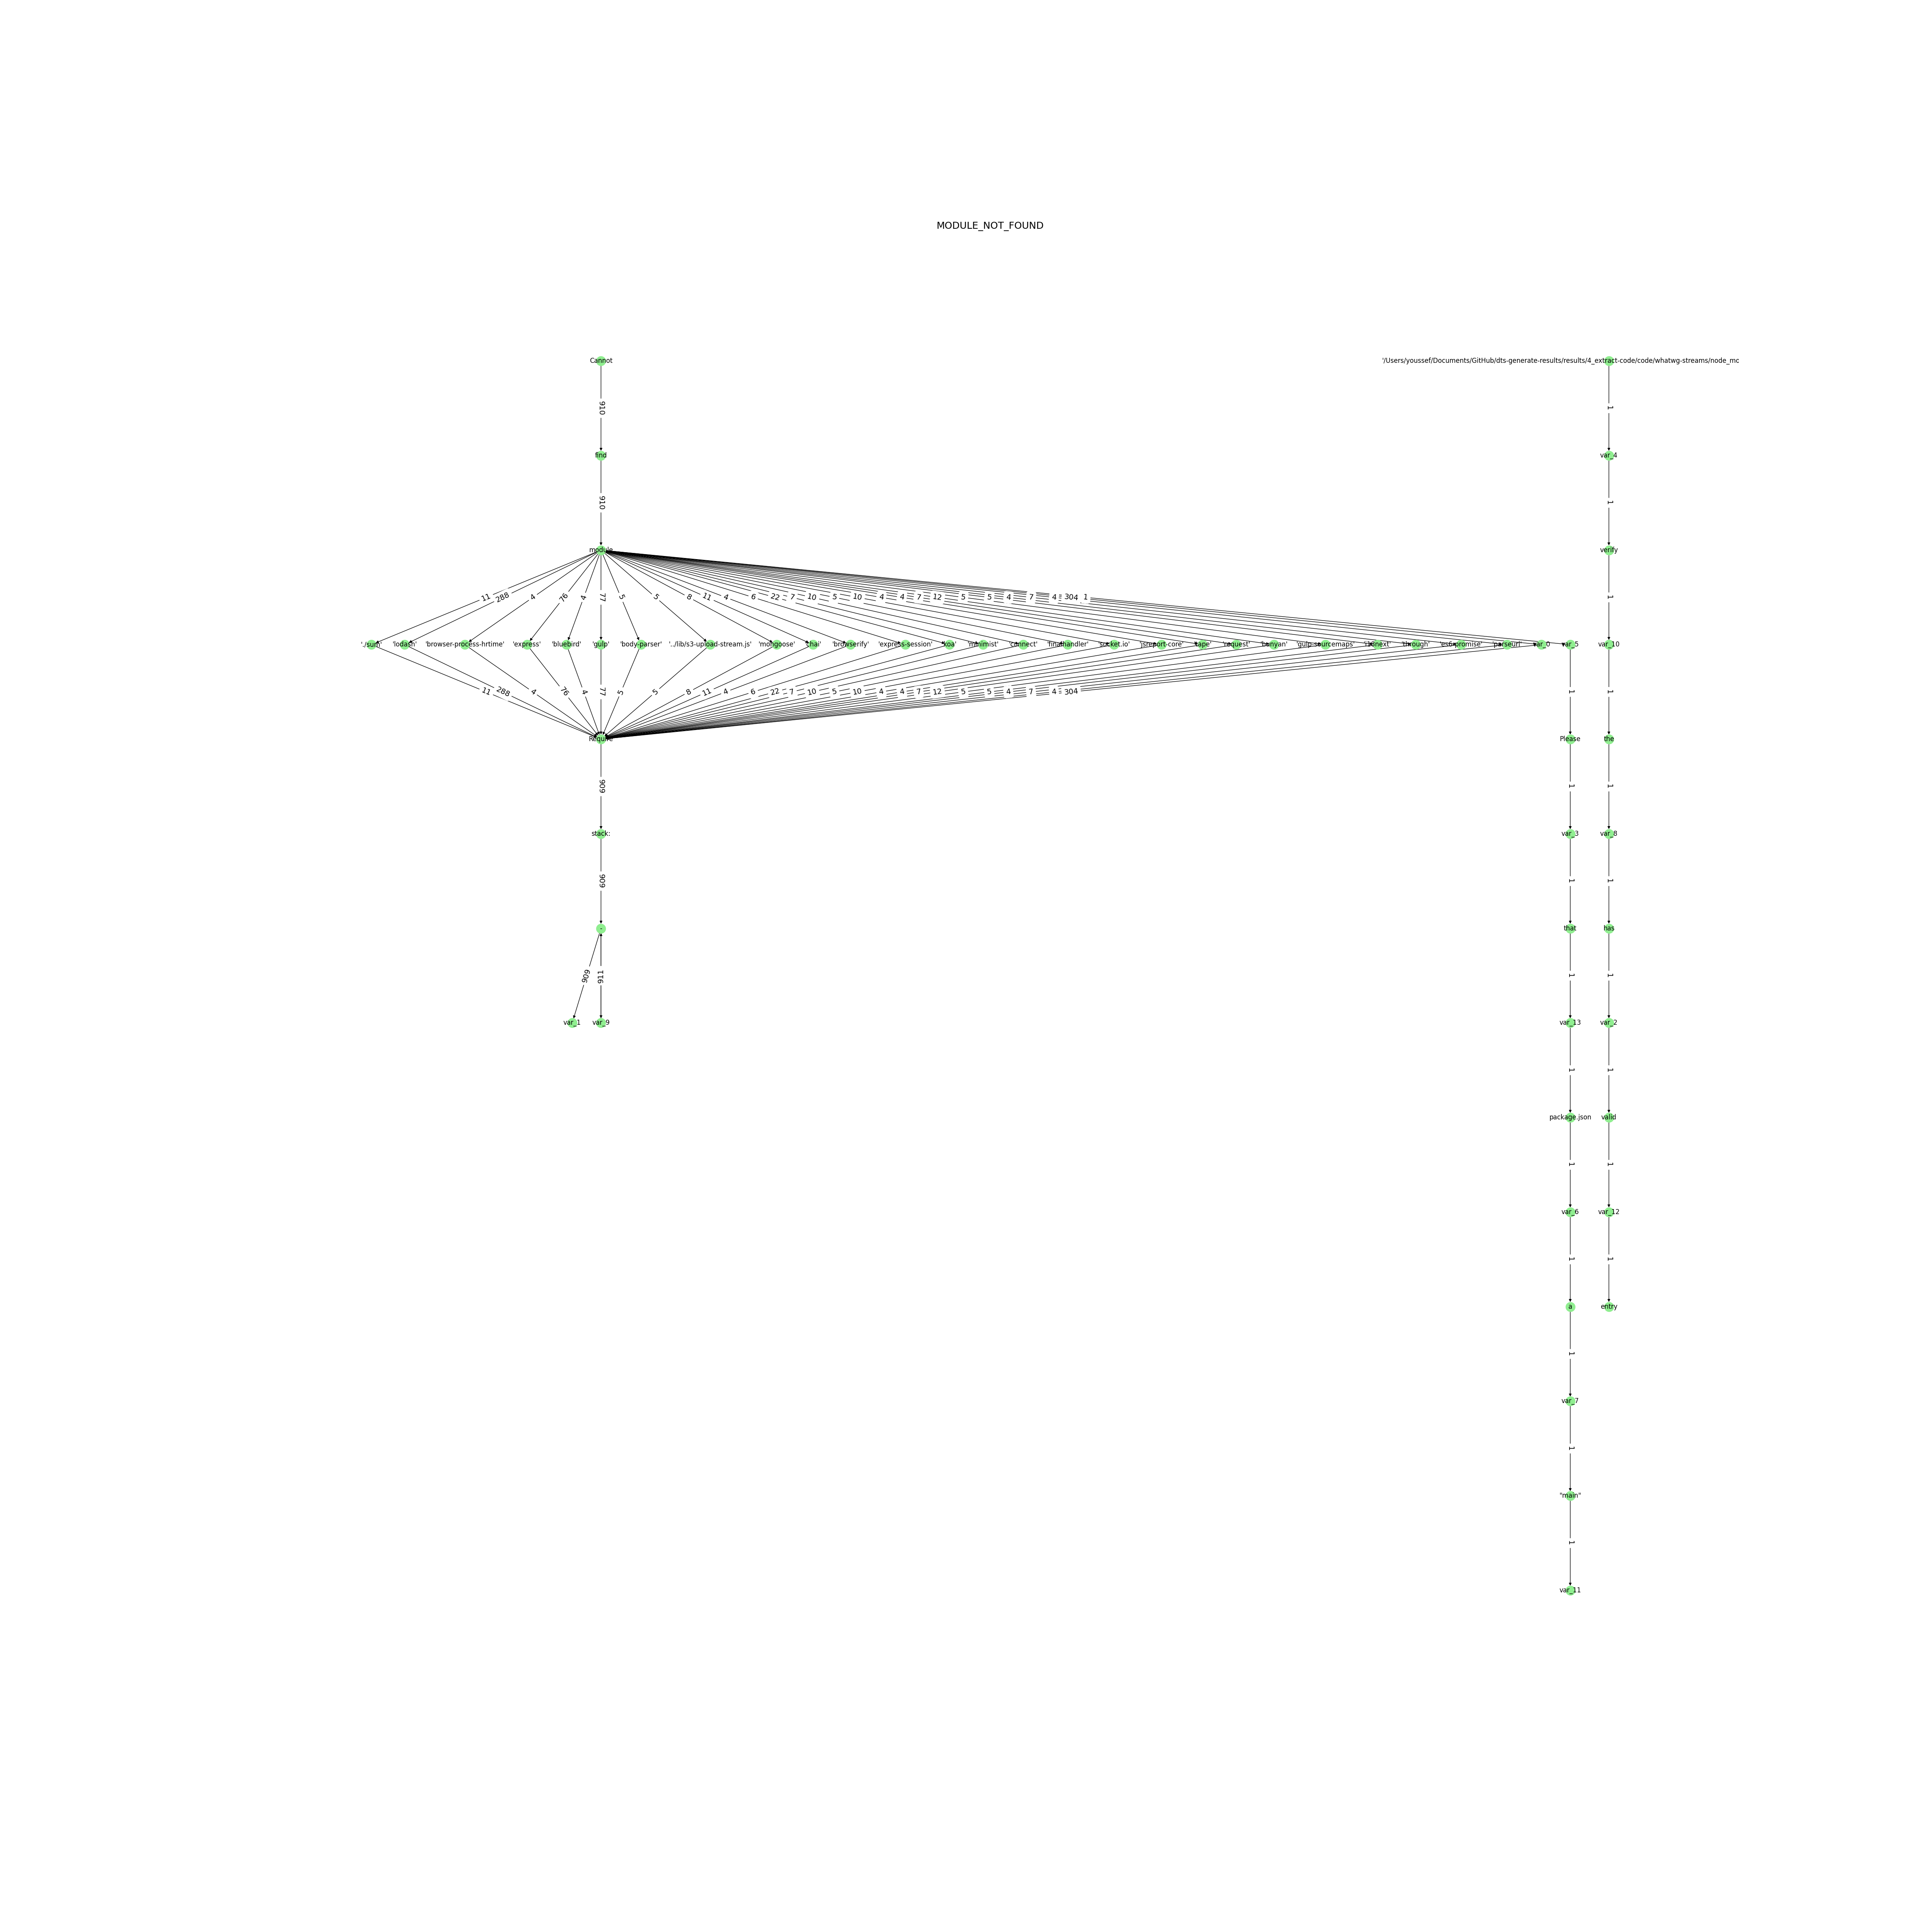 MODULE_NOT_FOUND
Cannot
'/Users/youssef/Documents/GitHub/dts-generate-results/results/4_extract-code/code/whatwg-streams/node_mc
910 1
find var_4
910 1
module verify
11 288 4 76 4 77 5 5 8 11 4 6 22 7 10 5 10 4 4 7 12 5 5 4 7 4 304 1 1
'./sum' 'lodash' 'browser-process-hrtime' 'express' 'bluebird' 'gulp' 'body-parser' '../lib/s3-upload-stream.js' 'mongoose' 'chai' 'browserify' 'express-session' 'koa' 'minimist' 'connect' 'finalhandler' 'socket.io' 'jsreport-core' 'tape' 'request' 'bunyan' 'gulp-sourcemaps' 'i18next' 'through' 'es6-promise' 'parseurl' var_0 var_5 var_10
11 288 4 76 4 77 5 5 8 11 4 6 22 7 10 5 10 4 4 7 12 5 5 4 7 4 304 1 1
Require Please the
909 1 1
stack: var_3 var_8
909 1 1
- that has
909 911 1 1
var_1 var_9 var_13 var_2
1 1
package.json valid
1 1
var_6 var_12
1 1
a entry
1
var_7
1
"main"
1
var_11